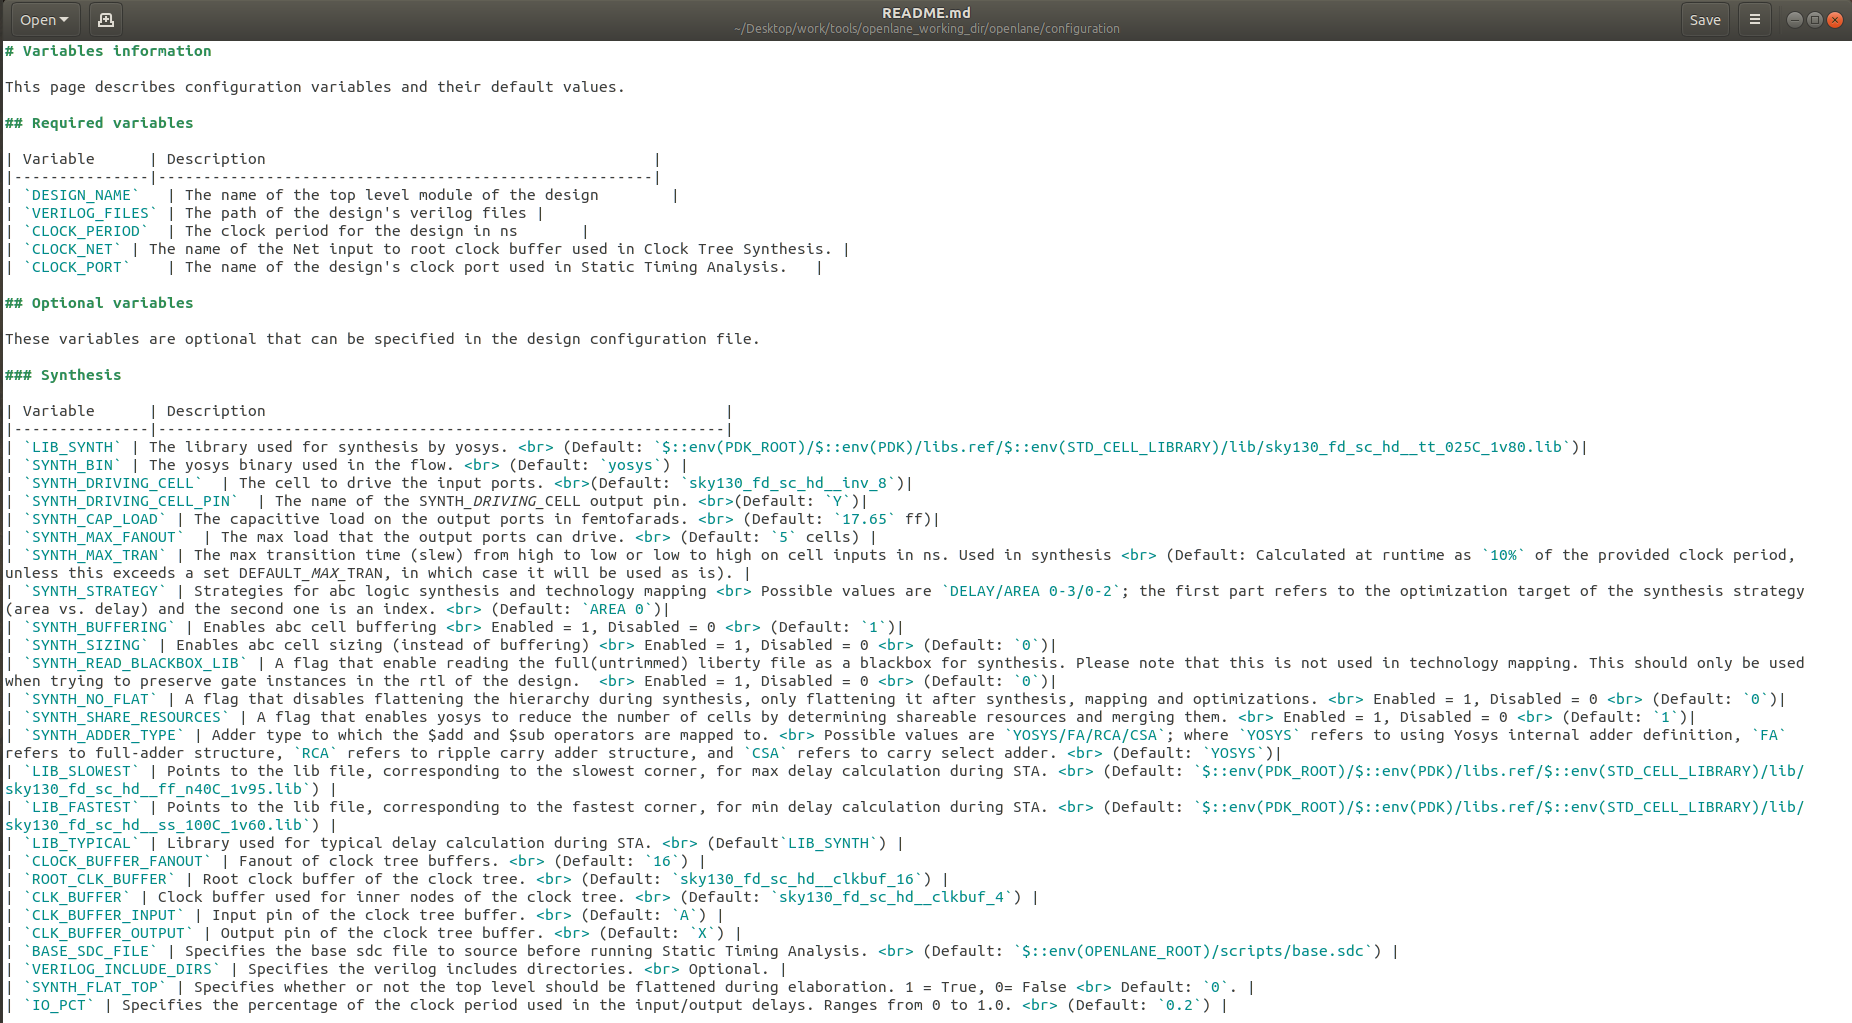 Open
README.md
~/Desktop/work/tools/openlane_working_dir/openlane/configuration
Save
# Variables information
This page describes configuration variables and their default values.
## Required variables
| Variable      | Description                                           |
|---------------|-------------------------------------------------------|
| `DESIGN_NAME`   | The name of the top level module of the design        |
| `VERILOG_FILES` | The path of the design's verilog files |
| `CLOCK_PERIOD`  | The clock period for the design in ns       |
| `CLOCK_NET` | The name of the Net input to root clock buffer used in Clock Tree Synthesis. |
| `CLOCK_PORT`    | The name of the design's clock port used in Static Timing Analysis.   |
## Optional variables
These variables are optional that can be specified in the design configuration file.
### Synthesis
| Variable      | Description                                                   |
|---------------|---------------------------------------------------------------|
| `LIB_SYNTH` | The library used for synthesis by yosys. <br> (Default: `$::env(PDK_ROOT)/$::env(PDK)/libs.ref/$::env(STD_CELL_LIBRARY)/lib/sky130_fd_sc_hd__tt_025C_1v80.lib`)|
| `SYNTH_BIN` | The yosys binary used in the flow. <br> (Default: `yosys`) |
| `SYNTH_DRIVING_CELL`  | The cell to drive the input ports. <br>(Default: `sky130_fd_sc_hd__inv_8`)|
| `SYNTH_DRIVING_CELL_PIN`  | The name of the SYNTH_DRIVING_CELL output pin. <br>(Default: `Y`)|
| `SYNTH_CAP_LOAD` | The capacitive load on the output ports in femtofarads. <br> (Default: `17.65` ff)|
| `SYNTH_MAX_FANOUT`  | The max load that the output ports can drive. <br> (Default: `5` cells) |
| `SYNTH_MAX_TRAN` | The max transition time (slew) from high to low or low to high on cell inputs in ns. Used in synthesis <br> (Default: Calculated at runtime as `10%` of the provided clock period,
unless this exceeds a set DEFAULT_MAX_TRAN, in which case it will be used as is). |
| `SYNTH_STRATEGY` | Strategies for abc logic synthesis and technology mapping <br> Possible values are `DELAY/AREA 0-3/0-2`; the first part refers to the optimization target of the synthesis strategy
(area vs. delay) and the second one is an index. <br> (Default: `AREA 0`)|
| `SYNTH_BUFFERING` | Enables abc cell buffering <br> Enabled = 1, Disabled = 0 <br> (Default: `1`)|
| `SYNTH_SIZING` | Enables abc cell sizing (instead of buffering) <br> Enabled = 1, Disabled = 0 <br> (Default: `0`)|
| `SYNTH_READ_BLACKBOX_LIB` | A flag that enable reading the full(untrimmed) liberty file as a blackbox for synthesis. Please note that this is not used in technology mapping. This should only be used
when trying to preserve gate instances in the rtl of the design.  <br> Enabled = 1, Disabled = 0 <br> (Default: `0`)|
| `SYNTH_NO_FLAT` | A flag that disables flattening the hierarchy during synthesis, only flattening it after synthesis, mapping and optimizations. <br> Enabled = 1, Disabled = 0 <br> (Default: `0`)|
| `SYNTH_SHARE_RESOURCES` | A flag that enables yosys to reduce the number of cells by determining shareable resources and merging them. <br> Enabled = 1, Disabled = 0 <br> (Default: `1`)|
| `SYNTH_ADDER_TYPE` | Adder type to which the $add and $sub operators are mapped to. <br> Possible values are `YOSYS/FA/RCA/CSA`; where `YOSYS` refers to using Yosys internal adder definition, `FA`
refers to full-adder structure, `RCA` refers to ripple carry adder structure, and `CSA` refers to carry select adder. <br> (Default: `YOSYS`)|
| `LIB_SLOWEST` | Points to the lib file, corresponding to the slowest corner, for max delay calculation during STA. <br> (Default: `$::env(PDK_ROOT)/$::env(PDK)/libs.ref/$::env(STD_CELL_LIBRARY)/lib/
sky130_fd_sc_hd__ff_n40C_1v95.lib`) |
| `LIB_FASTEST` | Points to the lib file, corresponding to the fastest corner, for min delay calculation during STA. <br> (Default: `$::env(PDK_ROOT)/$::env(PDK)/libs.ref/$::env(STD_CELL_LIBRARY)/lib/
sky130_fd_sc_hd__ss_100C_1v60.lib`) |
| `LIB_TYPICAL` | Library used for typical delay calculation during STA. <br> (Default`LIB_SYNTH`) |
| `CLOCK_BUFFER_FANOUT` | Fanout of clock tree buffers. <br> (Default: `16`) |
| `ROOT_CLK_BUFFER` | Root clock buffer of the clock tree. <br> (Default: `sky130_fd_sc_hd__clkbuf_16`) |
| `CLK_BUFFER` | Clock buffer used for inner nodes of the clock tree. <br> (Default: `sky130_fd_sc_hd__clkbuf_4`) |
| `CLK_BUFFER_INPUT` | Input pin of the clock tree buffer. <br> (Default: `A`) |
| `CLK_BUFFER_OUTPUT` | Output pin of the clock tree buffer. <br> (Default: `X`) |
| `BASE_SDC_FILE` | Specifies the base sdc file to source before running Static Timing Analysis. <br> (Default: `$::env(OPENLANE_ROOT)/scripts/base.sdc`) |
| `VERILOG_INCLUDE_DIRS` | Specifies the verilog includes directories. <br> Optional. |
| `SYNTH_FLAT_TOP` | Specifies whether or not the top level should be flattened during elaboration. 1 = True, 0= False <br> Default: `0`. |
| `IO_PCT` | Specifies the percentage of the clock period used in the input/output delays. Ranges from 0 to 1.0. <br> (Default: `0.2`) |